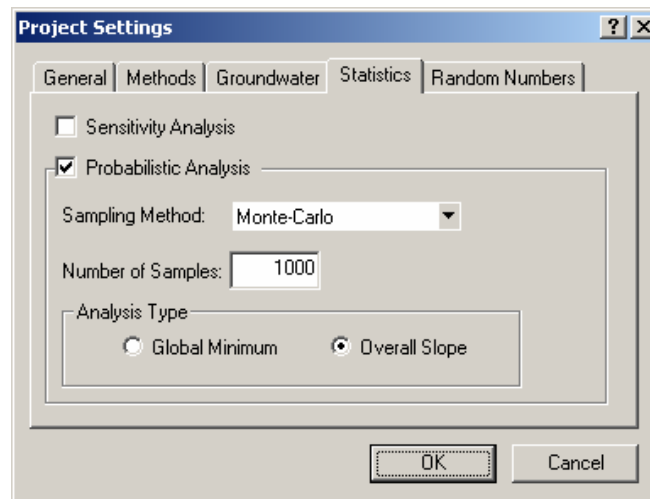 Project Settings
General Methods Groundwater Statistics Random Numbers
Sensitivity Analysis
Probabilistic Analysis
Sampling Method: Monte-Carlo
Number of Samples: 1000
Analysis Type
Global Minimum Overall Slope
OK Cancel